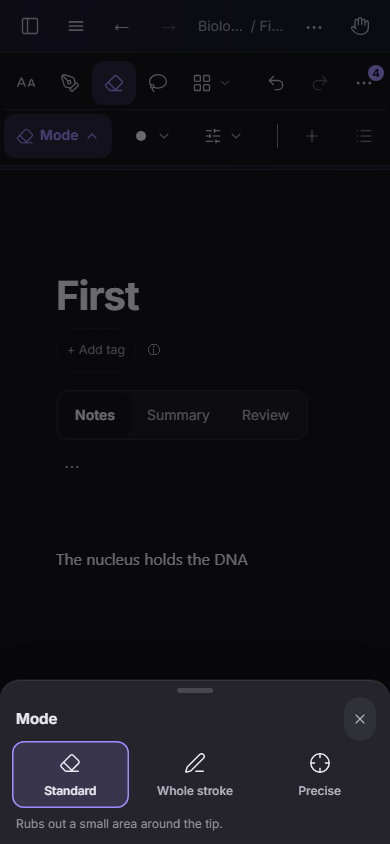 Biolo... / Fi...
Aa
4
Mode
First
+ Add tag
Notes Summary Review
The nucleus holds the DNA
Mode
Standard Whole stroke Precise
Rubs out a small area around the tip.